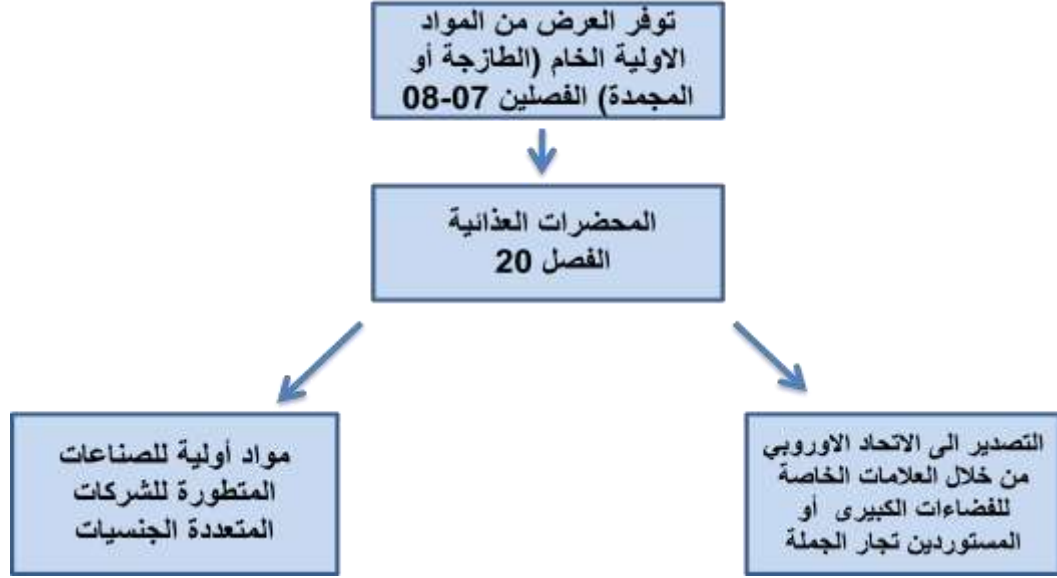 توفر العرض من المواد
الاولية الخام (الطازجة أو
المجمدة) الفصلين 07-08
المحضرات العذائية
الفصل 20
التصدير الى الاتحاد الاوروبي
من خلال العلامات الخاصة
للفضاءات الكبيرى أو
المستوردين تجار الجملة
مواد أولية للصناعات
المتطورة للشركات
المتعددة الجنسيات